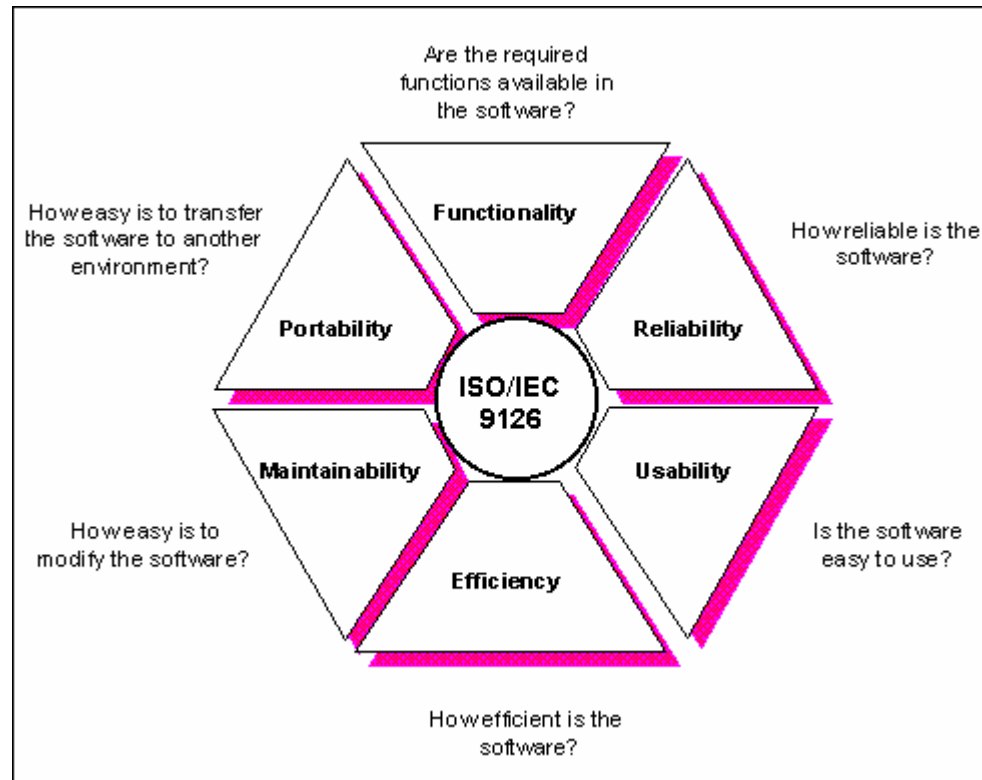 Are the required
functions available in
the software?
Functionality
How easy is to transfer
the software to another
environment?
Portability
How reliable is the
software?
Reliability
ISO/IEC
9126
Maintainability
How easy is to
modify the software?
Usability
Is the software
easy to use?
Efficiency
How efficient is the
software?